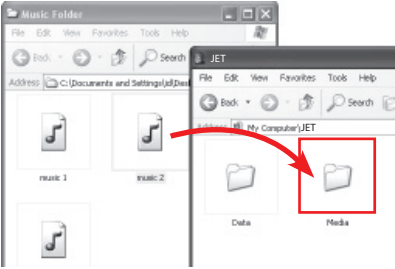 Music Folder
File Edit View Favorites Tools Help
Back Search
Address C:\Documents and Settings\
music 1
music 2
JET
File Edit View Favorites Tools Help
Back Search
Address My Computer\JET
Data
Media